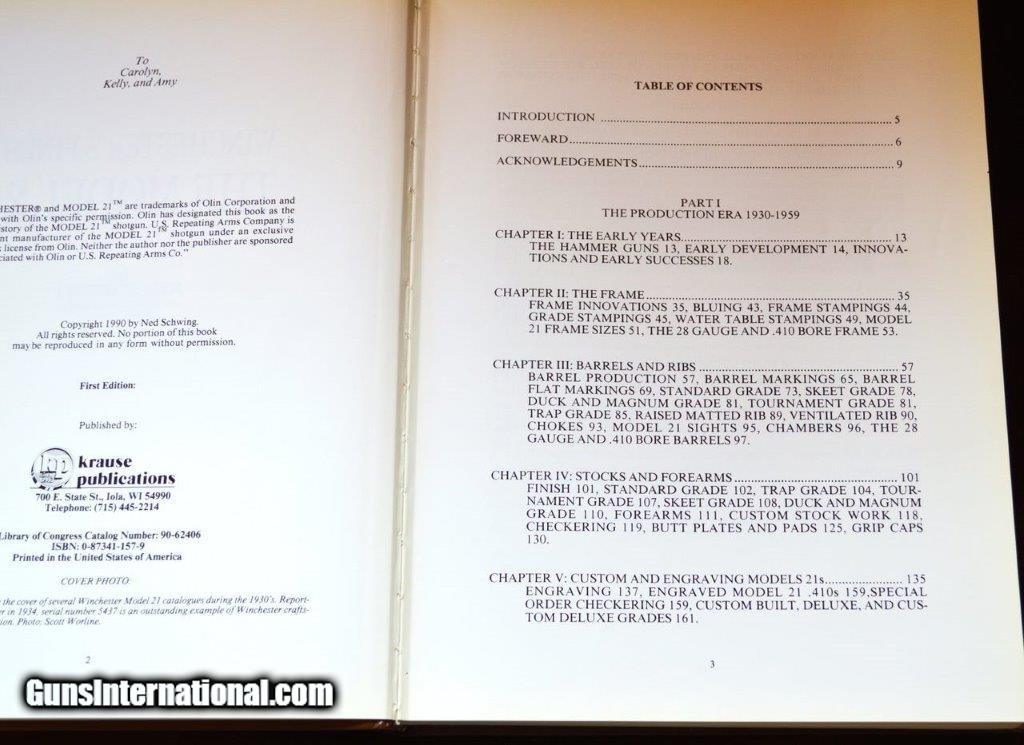 To
Carolyn,
Kelly, and Amy
HESTER® and MODEL 21™ are trademarks of Olin Corporation and
with Olin's specific permission. Olin has designated this book as the
story of the MODEL 21™ shotgun. U.S. Repeating Arms Company is
nt manufacturer of the MODEL 21™ shotgun under an exclusive
license from Olin. Neither the author nor the publisher are sponsored
ciated with Olin or U.S. Repeating Arms Co."
Copyright 1990 by Ned Schwing.
All rights reserved. No portion of this book
may be reproduced in any form without permission.
First Edition:
Published by:
kp krause
publications
700 E. State St., Iola, WI 54990
Telephone: (715) 445-2214
Library of Congress Catalog Number: 90-62406
ISBN: 0-87341-157-9
Printed in the United States of America
COVER PHOTO
the cover of several Winchester Model 21 catalogues during the 1930's. Report-
er in 1934, serial number 5437 is an outstanding example of Winchester crafts-
ion. Photo: Scott Worline.
2
TABLE OF CONTENTS
INTRODUCTION ........ 5
FOREWARD........ 6
ACKNOWLEDGEMENTS........ 9
PART I
THE PRODUCTION ERA 1930-1959
CHAPTER I: THE EARLY YEARS........ 13
THE HAMMER GUNS 13, EARLY DEVELOPMENT 14, INNOVA-
TIONS AND EARLY SUCCESSES 18.
CHAPTER II: THE FRAME........ 35
FRAME INNOVATIONS 35, BLUING 43, FRAME STAMPINGS 44,
GRADE STAMPINGS 45, WATER TABLE STAMPINGS 49, MODEL
21 FRAME SIZES 51, THE 28 GAUGE AND .410 BORE FRAME 53.
CHAPTER III: BARRELS AND RIBS ........ 57
BARREL PRODUCTION 57, BARREL MARKINGS 65, BARREL
FLAT MARKINGS 69, STANDARD GRADE 73, SKEET GRADE 78,
DUCK AND MAGNUM GRADE 81, TOURNAMENT GRADE 81,
TRAP GRADE 85, RAISED MATTED RIB 89, VENTILATED RIB 90,
CHOKES 93, MODEL 21 SIGHTS 95, CHAMBERS 96, THE 28
GAUGE AND .410 BORE BARRELS 97.
CHAPTER IV: STOCKS AND FOREARMS........ 101
FINISH 101, STANDARD GRADE 102, TRAP GRADE 104, TOUR-
NAMENT GRADE 107, SKEET GRADE 108, DUCK AND MAGNUM
GRADE 110, FOREARMS 111, CUSTOM STOCK WORK 118,
CHECKERING 119, BUTT PLATES AND PADS 125, GRIP CAPS
130.
CHAPTER V: CUSTOM AND ENGRAVING MODELS 21s........ 135
ENGRAVING 137, ENGRAVED MODEL 21 .410s 159,SPECIAL
ORDER CHECKERING 159, CUSTOM BUILT, DELUXE, AND CUS-
TOM DELUXE GRADES 161.
3
GunsInternational.com